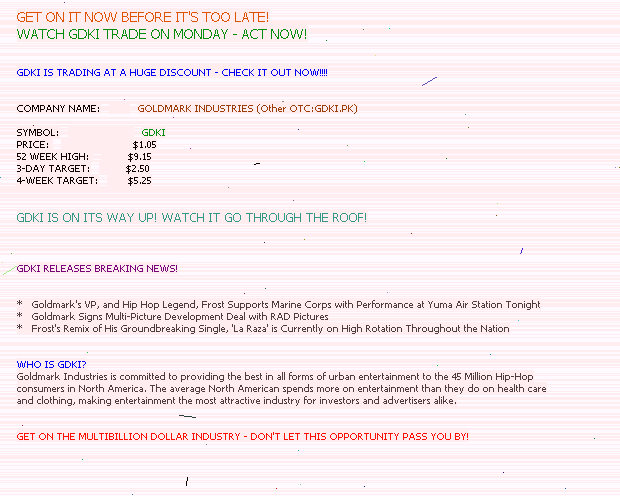 GET ON IT NOW BEFORE IT'S TOO LATE!
WATCH GDKI TRADE ON MONDAY - ACT NOW!
GDKI IS TRADING AT A HUGE DISCOUNT - CHECK IT OUT NOW!!!!
COMPANY NAME: GOLDMARK INDUSTRIES (Other OTC:GDKI.PK)
SYMBOL: GDKI
PRICE: $1.05
52 WEEK HIGH: $9.15
3-DAY TARGET: $2.50
4-WEEK TARGET: $5.25
GDKI IS ON ITS WAY UP! WATCH IT GO THROUGH THE ROOF!
GDKI RELEASES BREAKING NEWS!
* Goldmark's VP, and Hip Hop Legend, Frost Supports Marine Corps with Performance at Yuma Air Station Tonight
* Goldmark Signs Multi-Picture Development Deal with RAD Pictures
* Frost's Remix of His Groundbreaking Single, 'La Raza' is Currently on High Rotation Throughout the Nation
WHO IS GDKI?
Goldmark Industries is committed to providing the best in all forms of urban entertainment to the 45 Million Hip-Hop
consumers in North America. The average North American spends more on entertainment than they do on health care
and clothing, making entertainment the most attractive industry for investors and advertisers alike.
GET ON THE MULTIBILLION DOLLAR INDUSTRY - DON'T LET THIS OPPORTUNITY PASS YOU BY!